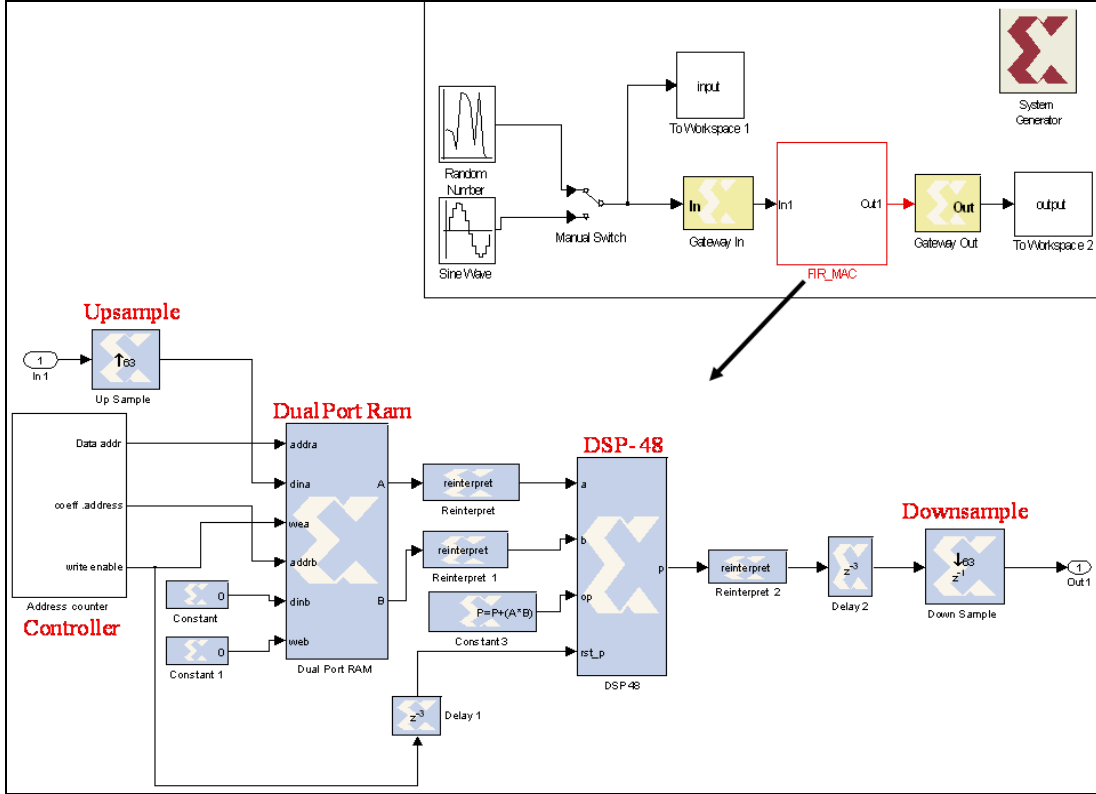 System
Generator
input
To Workspace 1
Random
Number
In
In1
Out1
Out
output
Manual Switch
Gateway In
Gateway Out
To Workspace 2
Sine Wave
FIR_MAC
Upsample
1
In1
↑63
Up Sample
Dual Port Ram
Data addr
coeff .address
write enable
Address counter
Controller
addra
dina
wea
addrb
dinb
web
A
B
Dual Port RAM
0
Constant
0
Constant 1
reinterpret
Reinterpret
reinterpret
Reinterpret 1
P=P+(A*B)
Constant 3
z-3
Delay 1
DSP-48
a
b
op
rst_p
p
DSP48
reinterpret
Reinterpret 2
z-3
Delay 2
Downsample
↓63
z-1
Down Sample
1
Out1